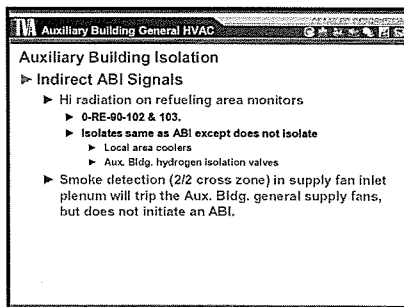 TVA Auxiliary Building General HVAC
Auxiliary Building Isolation
Indirect ABI Signals
Hi radiation on refueling area monitors
0-RE-90-102 & 103.
Isolates same as ABI except does not isolate
Local area coolers
Aux. Bldg. hydrogen isolation valves
Smoke detection (2/2 cross zone) in supply fan inlet
plenum will trip the Aux. Bldg. general supply fans,
but does not initiate an ABI.